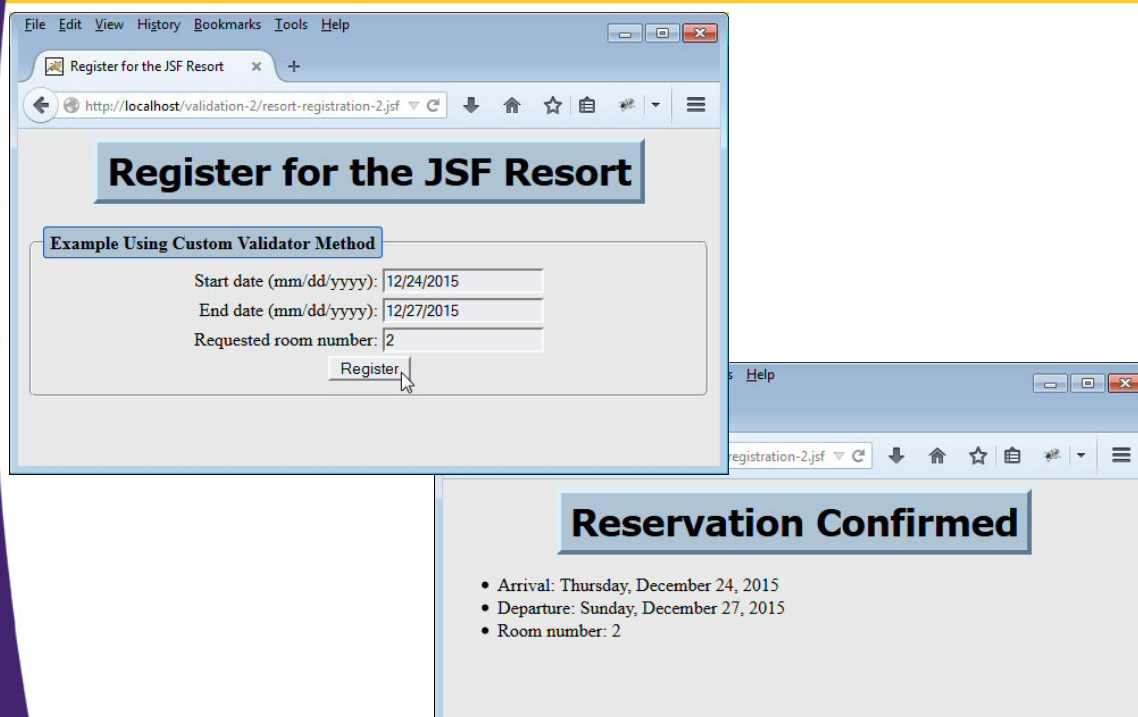 File Edit View History Bookmarks Tools Help
Register for the JSF Resort
http://localhost/validation-2/resort-registration-2.jsf
Register for the JSF Resort
Example Using Custom Validator Method
Start date (mm/dd/yyyy): 12/24/2015
End date (mm/dd/yyyy): 12/27/2015
Requested room number: 2
Register
Help
registration-2.jsf
Reservation Confirmed
• Arrival: Thursday, December 24, 2015
• Departure: Sunday, December 27, 2015
• Room number: 2